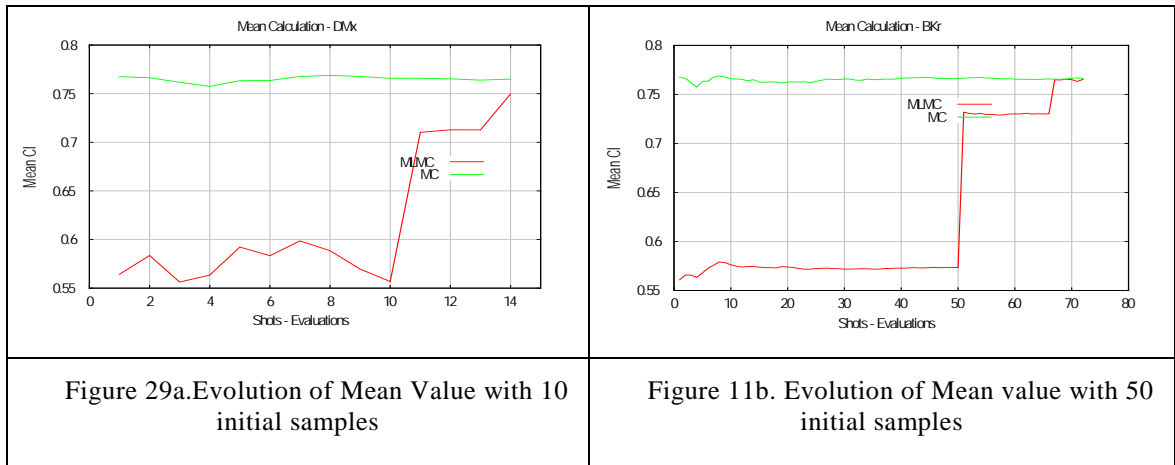 Mean Calculation - DMx
0.8
0.75
0.7
0.65
0.6
0.55
Mean CI
MLMC
MC
0 2 4 6 8 10 12 14
Shots - Evaluations
Mean Calculation - BKr
0.8
0.75
0.7
0.65
0.6
0.55
Mean CI
MLMC
MC
0 10 20 30 40 50 60 70 80
Shots - Evaluations
Figure 29a.Evolution of Mean Value with 10
initial samples
Figure 11b. Evolution of Mean value with 50
initial samples